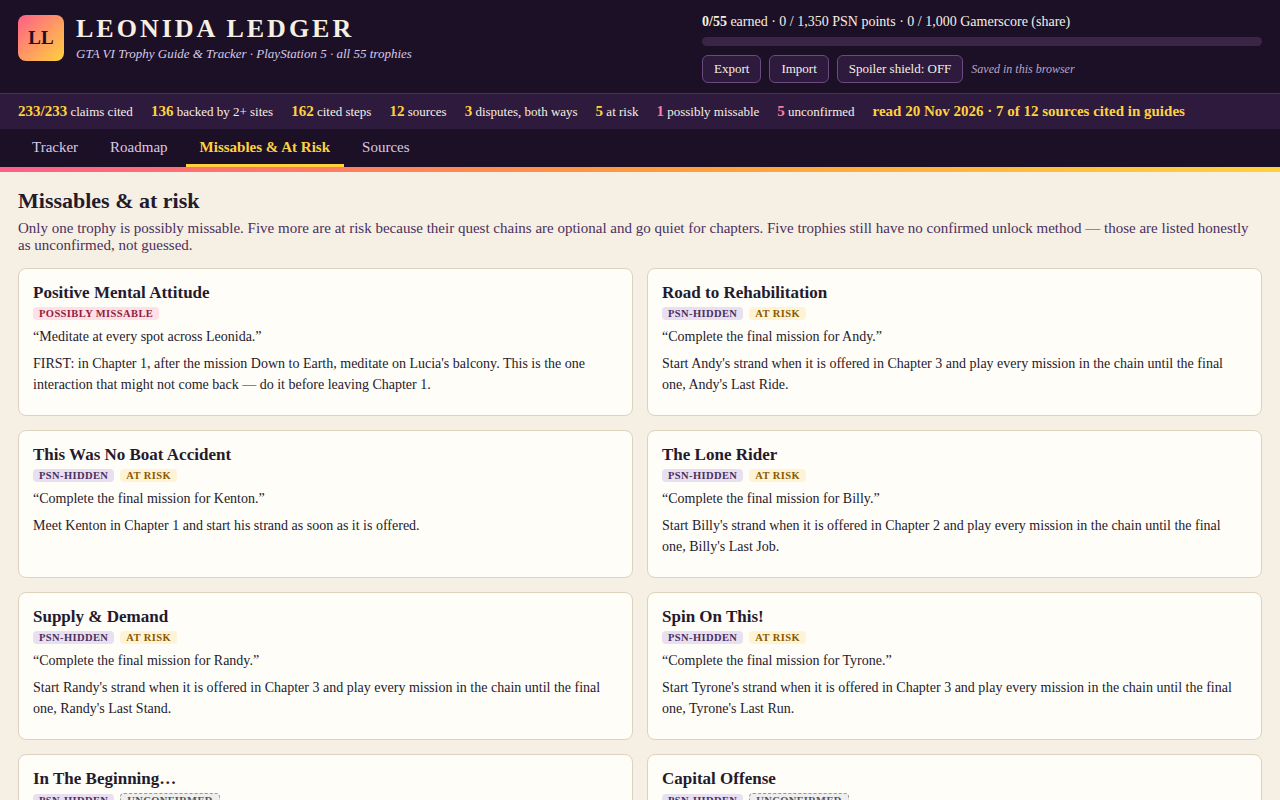 LL
LEONIDA LEDGER
GTA VI Trophy Guide & Tracker · PlayStation 5 · all 55 trophies
0/55 earned · 0 / 1,350 PSN points · 0 / 1,000 Gamerscore (share)
Export Import Spoiler shield: OFF Saved in this browser
233/233 claims cited 136 backed by 2+ sites 162 cited steps 12 sources 3 disputes, both ways 5 at risk 1 possibly missable 5 unconfirmed read 20 Nov 2026 · 7 of 12 sources cited in guides
Tracker Roadmap Missables & At Risk Sources
Missables & at risk
Only one trophy is possibly missable. Five more are at risk because their quest chains are optional and go quiet for chapters. Five trophies still have no confirmed unlock method — those are listed honestly
as unconfirmed, not guessed.
Positive Mental Attitude
POSSIBLY MISSABLE
“Meditate at every spot across Leonida.”
FIRST: in Chapter 1, after the mission Down to Earth, meditate on Lucia's balcony. This is the one
interaction that might not come back — do it before leaving Chapter 1.
Road to Rehabilitation
PSN-HIDDEN AT RISK
“Complete the final mission for Andy.”
Start Andy's strand when it is offered in Chapter 3 and play every mission in the chain until the final
one, Andy's Last Ride.
This Was No Boat Accident
PSN-HIDDEN AT RISK
“Complete the final mission for Kenton.”
Meet Kenton in Chapter 1 and start his strand as soon as it is offered.
The Lone Rider
PSN-HIDDEN AT RISK
“Complete the final mission for Billy.”
Start Billy's strand when it is offered in Chapter 2 and play every mission in the chain until the final
one, Billy's Last Job.
Supply & Demand
PSN-HIDDEN AT RISK
“Complete the final mission for Randy.”
Start Randy's strand when it is offered in Chapter 3 and play every mission in the chain until the final
one, Randy's Last Stand.
Spin On This!
PSN-HIDDEN AT RISK
“Complete the final mission for Tyrone.”
Start Tyrone's strand when it is offered in Chapter 3 and play every mission in the chain until the final
one, Tyrone's Last Run.
In The Beginning…
PSN-HIDDEN UNCONFIRMED
Capital Offense
PSN-HIDDEN UNCONFIRMED